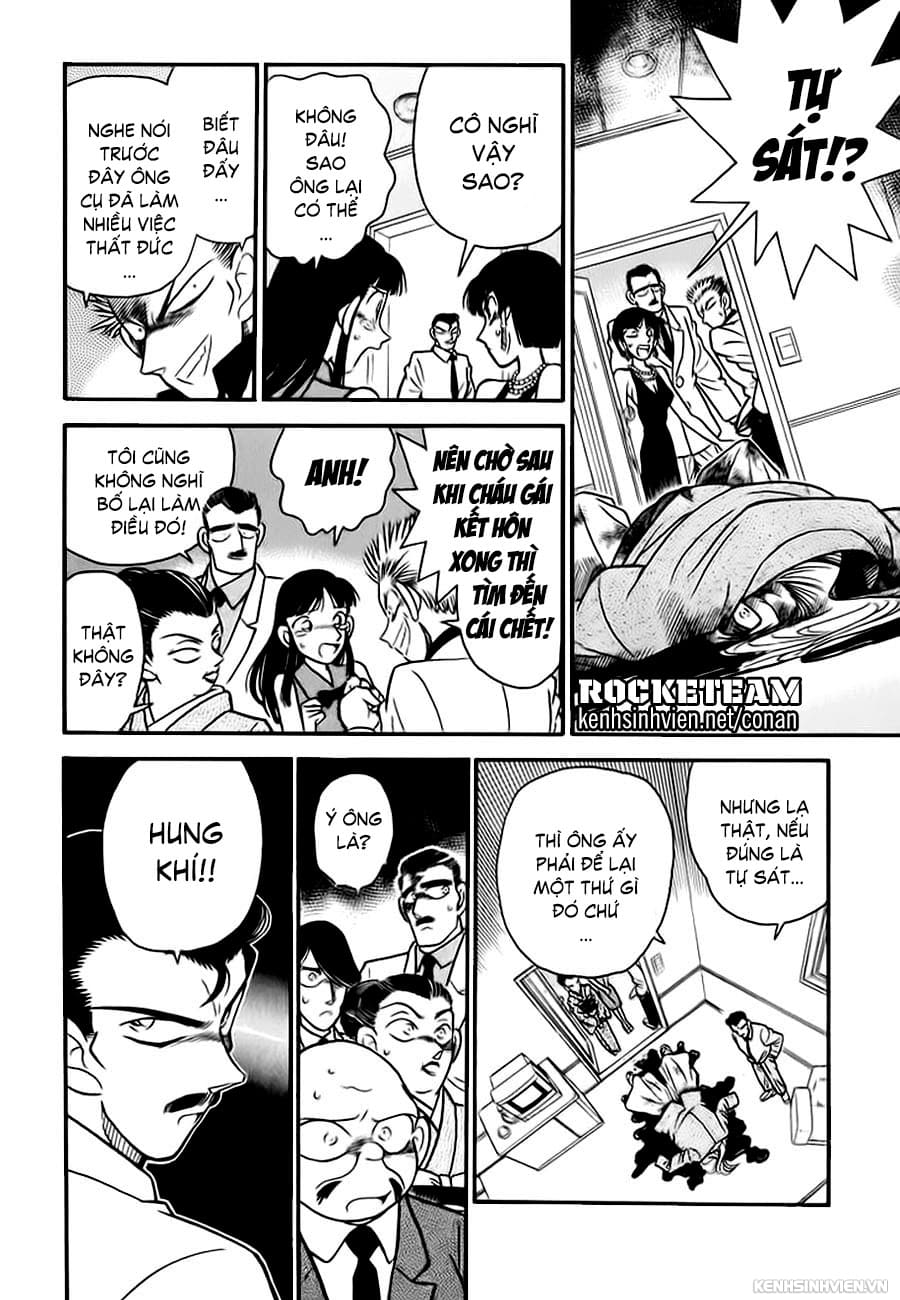 TỰ
SÁT!?
CÔ NGHĨ
VẬY
SAO?
KHÔNG
ĐÂU!
SAO
ÔNG LẠI
CÓ THỂ
...
BIẾT
ĐÂU
ĐẤY
...
NGHE NÓI
TRƯỚC
ĐÂY ÔNG
CỤ ĐÃ LÀM
NHIỀU VIỆC
THẤT ĐỨC
...
NÊN CHỜ SAU
KHI CHÁU GÁI
KẾT HÔN
XONG THÌ
TÌM ĐẾN
CÁI CHẾT!
ANH!
TÔI CŨNG
KHÔNG NGHĨ
BỐ LẠI LÀM
ĐIỀU ĐÓ!
THẬT
KHÔNG
ĐÂY?
ROCKETEAM
kenhsinhvien.net/conan
NHƯNG LẠ
THẬT, NẾU
ĐÚNG LÀ
TỰ SÁT...
THÌ ÔNG ẤY
PHẢI ĐỂ LẠI
MỘT THỨ GÌ
ĐÓ CHỨ
...
Ý ÔNG
LÀ?
HUNG
KHÍ!!
KENHSINHVIEN.VN